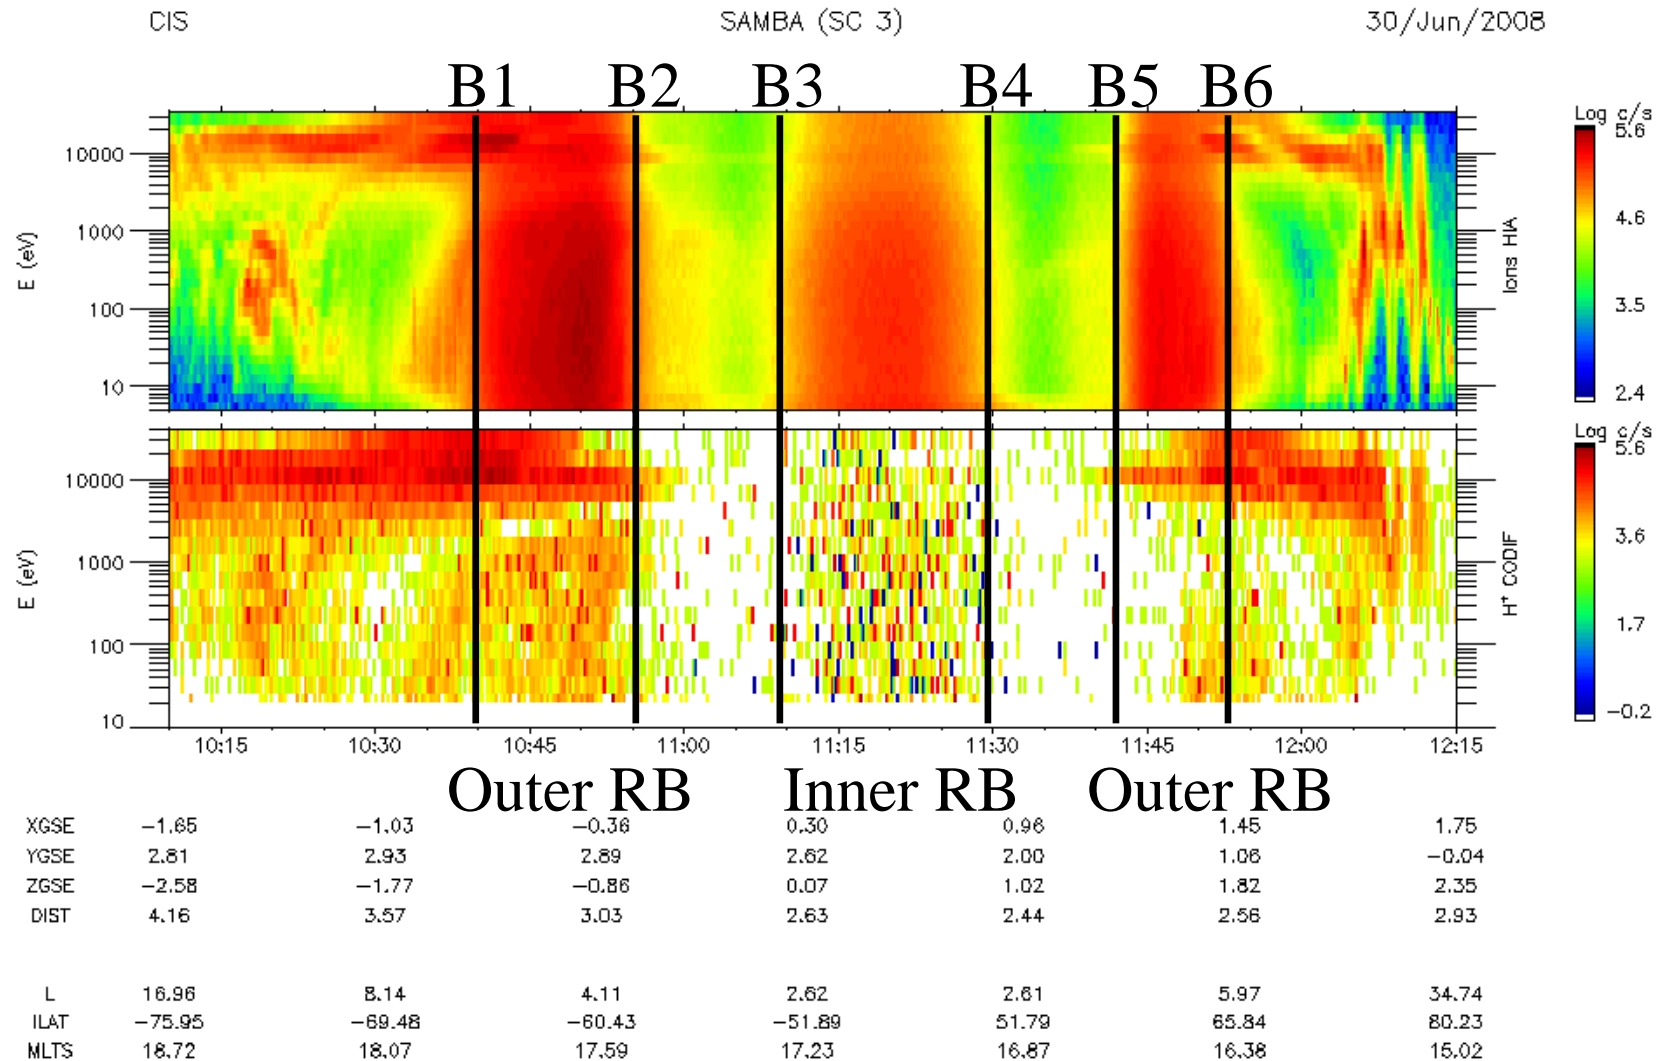 CIS SAMBA (SC 3) 30/Jun/2008
B1 B2 B3 B4 B5 B6
Log c/s
5.6
4.6
3.5
2.4
10000
1000
100
10
E (eV)
Ions HIA
Log c/s
5.6
3.6
1.7
-0.2
10000
1000
100
10
E (eV)
H⁺ CODIF
10:15 10:30 10:45 11:00 11:15 11:30 11:45 12:00 12:15
Outer RB Inner RB Outer RB
XGSE -1.65 -1.03 -0.36 0.30 0.96 1.45 1.75
YGSE 2.81 2.93 2.89 2.62 2.00 1.06 -0.04
ZGSE -2.58 -1.77 -0.86 0.07 1.02 1.82 2.35
DIST 4.16 3.57 3.03 2.63 2.44 2.56 2.93
L 16.96 8.14 4.11 2.62 2.61 5.97 34.74
ILAT -75.95 -69.48 -60.43 -51.89 51.79 65.84 80.23
MLTS 18.72 18.07 17.59 17.23 16.87 16.38 15.02